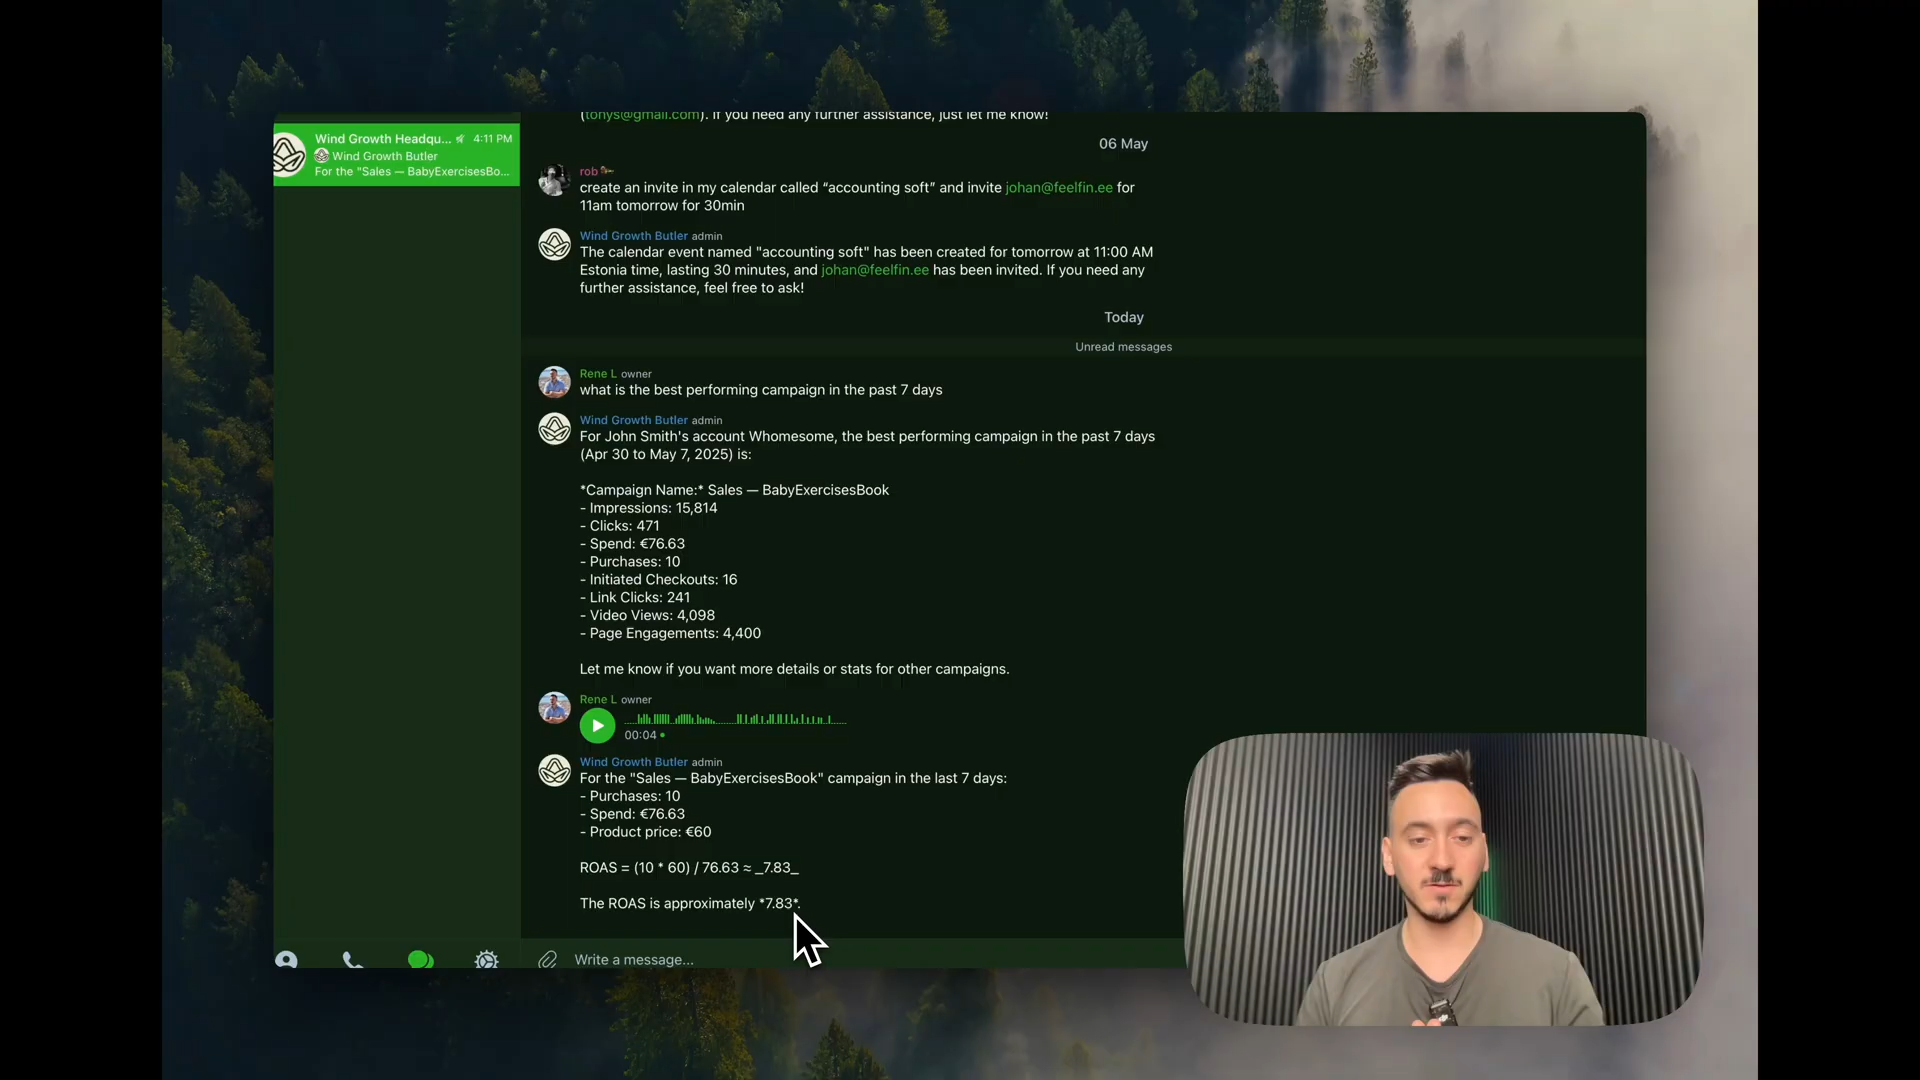 Wind Growth Headqu... 4:11 PM
Wind Growth Butler
For the "Sales — BabyExercisesBo...
(tonys@gmail.com). If you need any further assistance, just let me know!
06 May
rob
create an invite in my calendar called “accounting soft” and invite johan@feelfin.ee for
11am tomorrow for 30min
Wind Growth Butler admin
The calendar event named "accounting soft" has been created for tomorrow at 11:00 AM
Estonia time, lasting 30 minutes, and johan@feelfin.ee has been invited. If you need any
further assistance, feel free to ask!
Today
Unread messages
Rene L owner
what is the best performing campaign in the past 7 days
Wind Growth Butler admin
For John Smith's account Whomesome, the best performing campaign in the past 7 days
(Apr 30 to May 7, 2025) is:
*Campaign Name:* Sales — BabyExercisesBook
- Impressions: 15,814
- Clicks: 471
- Spend: €76.63
- Purchases: 10
- Initiated Checkouts: 16
- Link Clicks: 241
- Video Views: 4,098
- Page Engagements: 4,400
Let me know if you want more details or stats for other campaigns.
Rene L owner
00:04
Wind Growth Butler admin
For the "Sales — BabyExercisesBook" campaign in the last 7 days:
- Purchases: 10
- Spend: €76.63
- Product price: €60
ROAS = (10 * 60) / 76.63 ≈ _7.83_
The ROAS is approximately *7.83*.
Write a message...